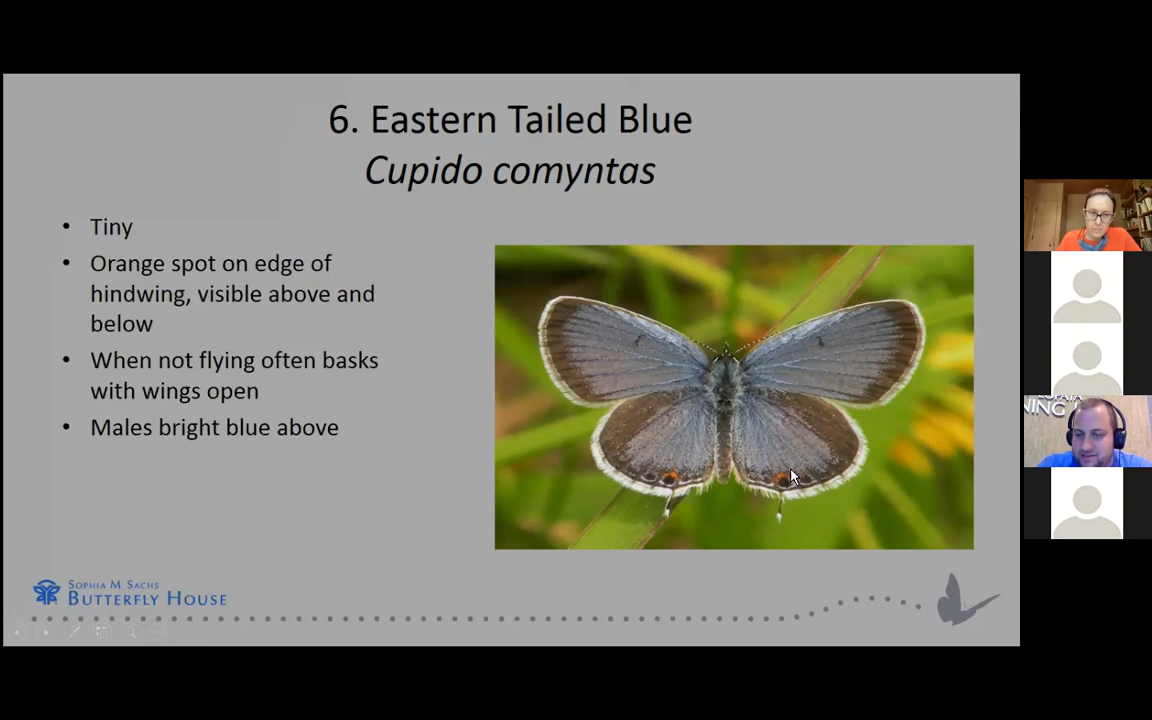 6. Eastern Tailed Blue
Cupido comyntas
• Tiny
• Orange spot on edge of
hindwing, visible above and
below
• When not flying often basks
with wings open
• Males bright blue above
SOPHIA M. SACHS
BUTTERFLY HOUSE
NING